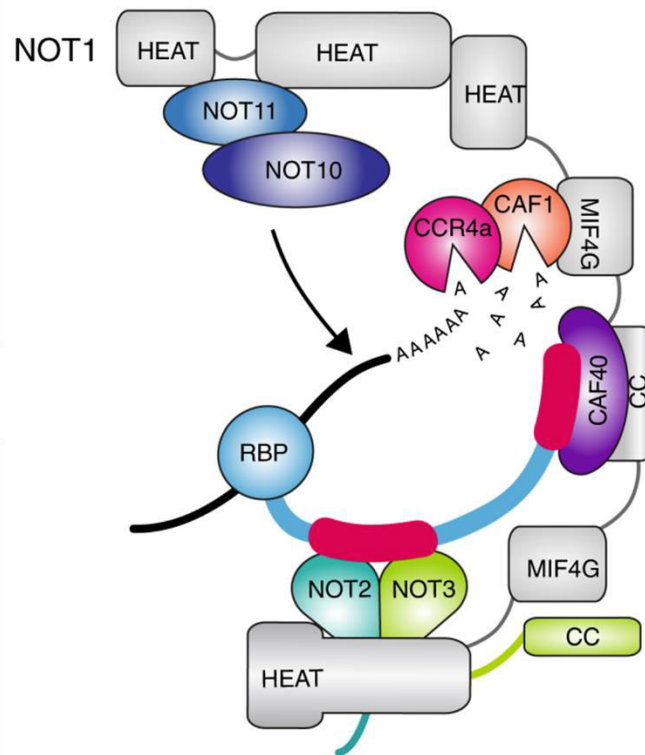 NOT1
HEAT
HEAT
HEAT
NOT11
NOT10
CCR4a
CAF1
MIF4G
A
A
A
A
A
A
A
AAAAAA
CAF40
CC
RBP
MIF4G
NOT2
NOT3
CC
HEAT